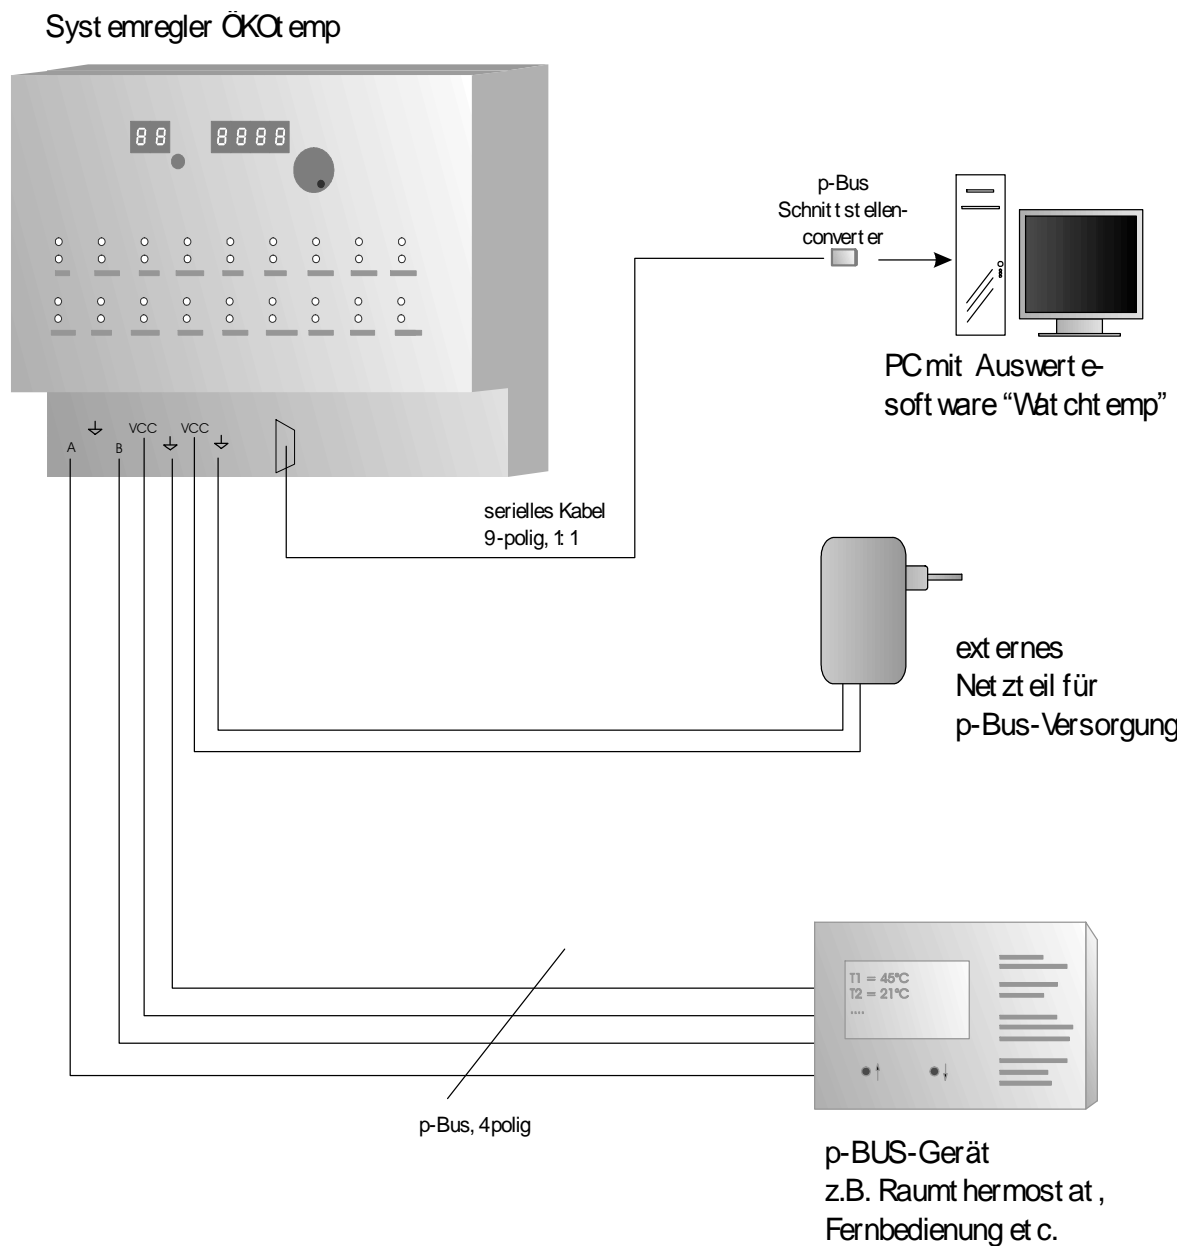 Systemregler ÖKOtemp
88 8888
p-Bus
Schnittstellen-
converter
PC mit Auswerte-
software “Watchtemp”
A B VCC VCC
serielles Kabel
9-polig, 1:1
externes
Netzteil für
p-Bus-Versorgung
T1 = 45°C
T2 = 21°C
....
p-Bus, 4polig
p-BUS-Gerät
z.B. Raumthermostat,
Fernbedienung etc.